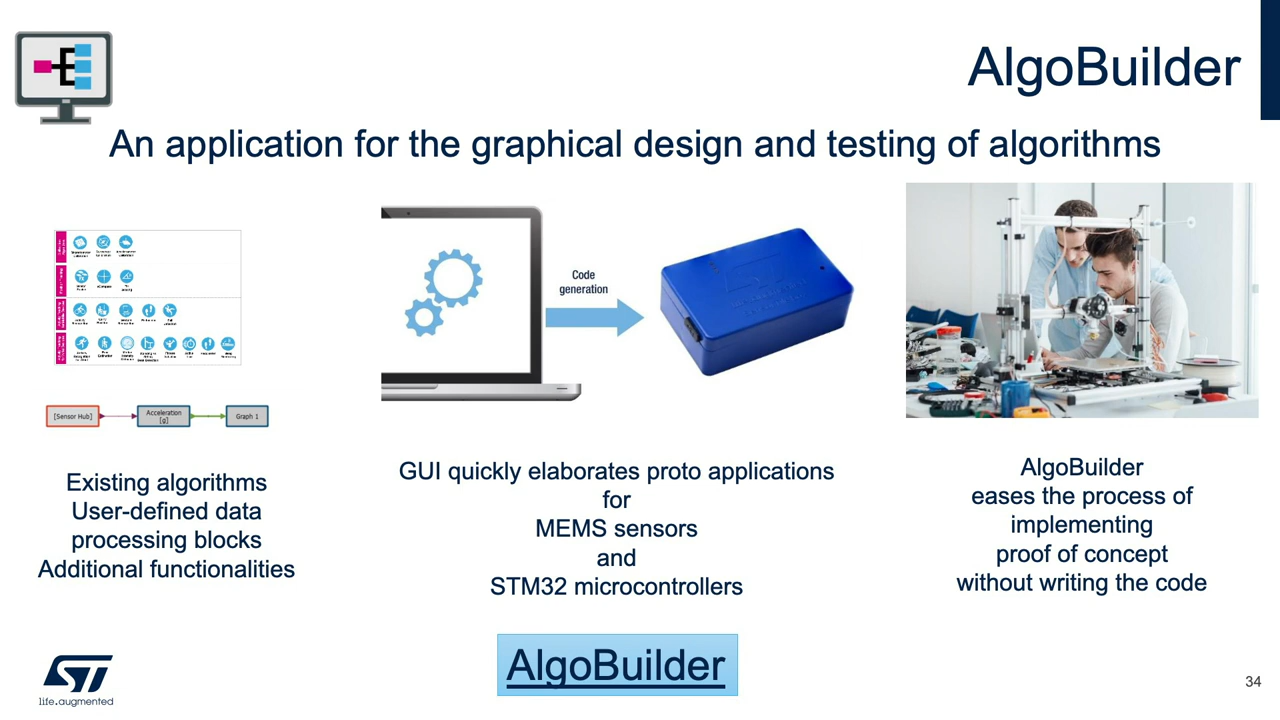 AlgoBuilder
An application for the graphical design and testing of algorithms
Code
generation
[Sensor Hub]
Acceleration
[g]
Graph 1
Existing algorithms
User-defined data
processing blocks
Additional functionalities
GUI quickly elaborates proto applications
for
MEMS sensors
and
STM32 microcontrollers
AlgoBuilder
eases the process of
implementing
proof of concept
without writing the code
AlgoBuilder
ST
life.augmented
34